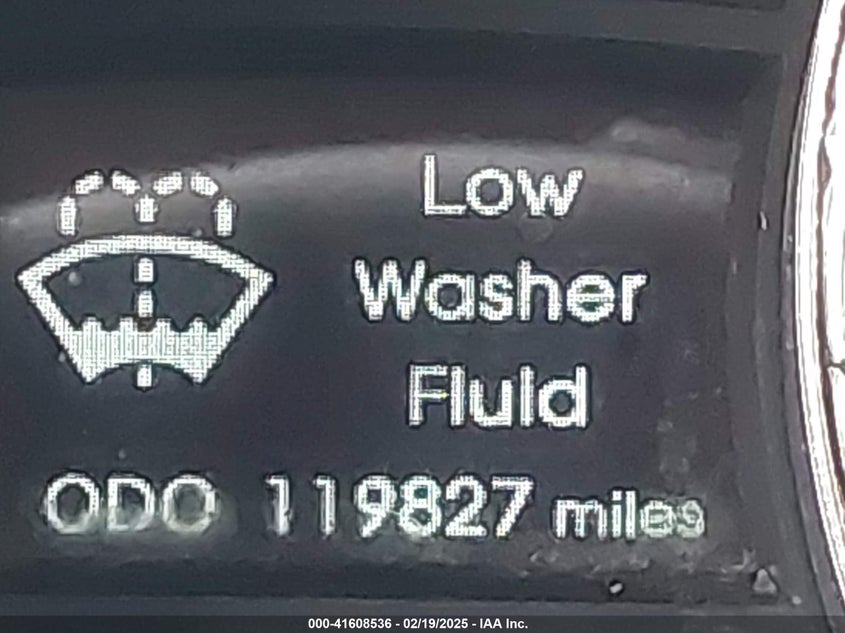 Low
Washer
Fluid
ODO 119827 miles
000-41608536 - 02/19/2025 - IAA Inc.